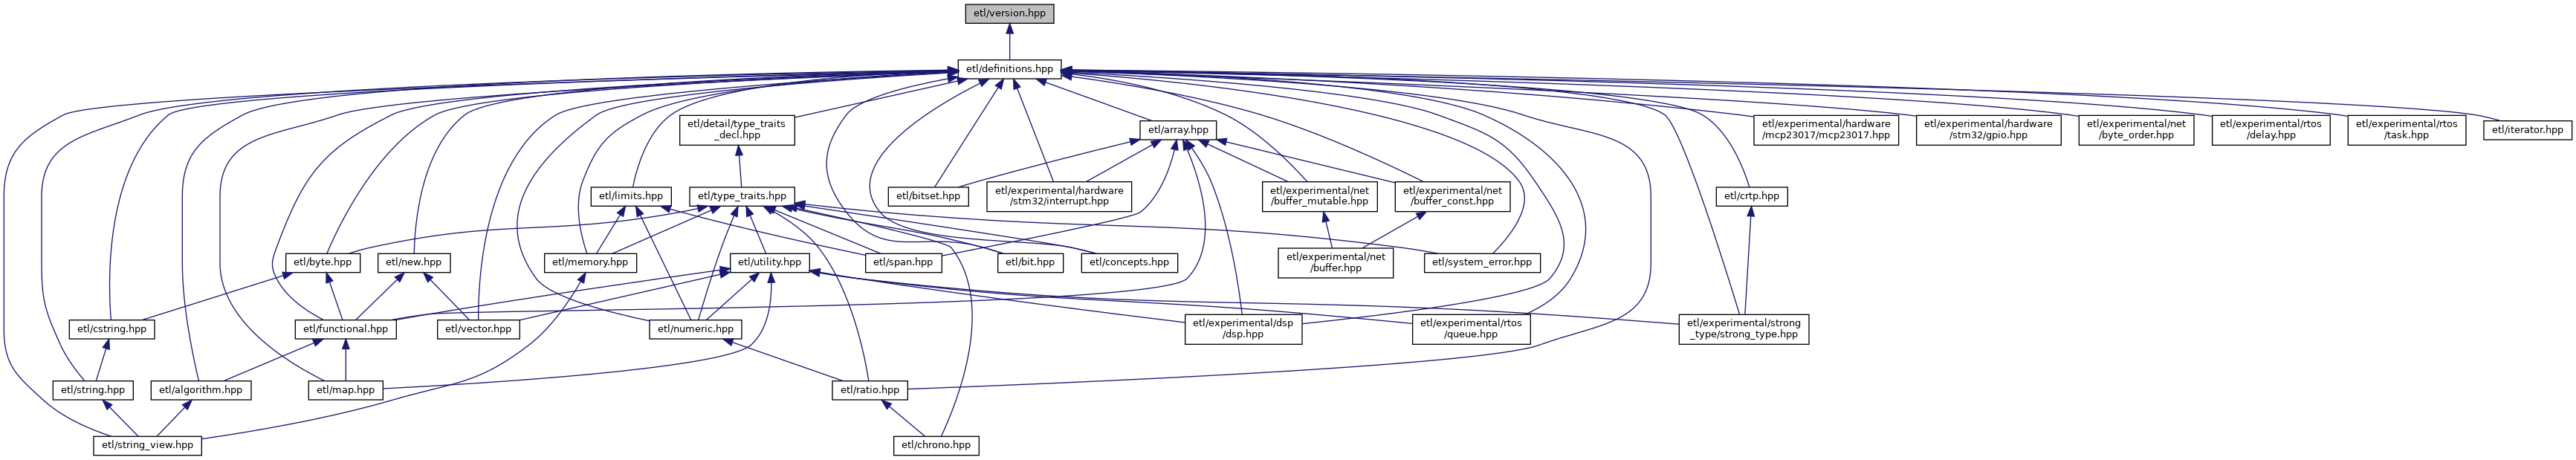 etl/version.hpp
etl/definitions.hpp
etl/detail/type_traits
_decl.hpp
etl/array.hpp
etl/experimental/hardware
/mcp23017/mcp23017.hpp
etl/experimental/hardware
/stm32/gpio.hpp
etl/experimental/net
/byte_order.hpp
etl/experimental/rtos
/delay.hpp
etl/experimental/rtos
/task.hpp
etl/iterator.hpp
etl/limits.hpp
etl/type_traits.hpp
etl/bitset.hpp
etl/experimental/hardware
/stm32/interrupt.hpp
etl/experimental/net
/buffer_mutable.hpp
etl/experimental/net
/buffer_const.hpp
etl/crtp.hpp
etl/byte.hpp
etl/new.hpp
etl/memory.hpp
etl/utility.hpp
etl/span.hpp
etl/bit.hpp
etl/concepts.hpp
etl/experimental/net
/buffer.hpp
etl/system_error.hpp
etl/cstring.hpp
etl/functional.hpp
etl/vector.hpp
etl/numeric.hpp
etl/experimental/dsp
/dsp.hpp
etl/experimental/rtos
/queue.hpp
etl/experimental/strong
_type/strong_type.hpp
etl/string.hpp
etl/algorithm.hpp
etl/map.hpp
etl/ratio.hpp
etl/string_view.hpp
etl/chrono.hpp